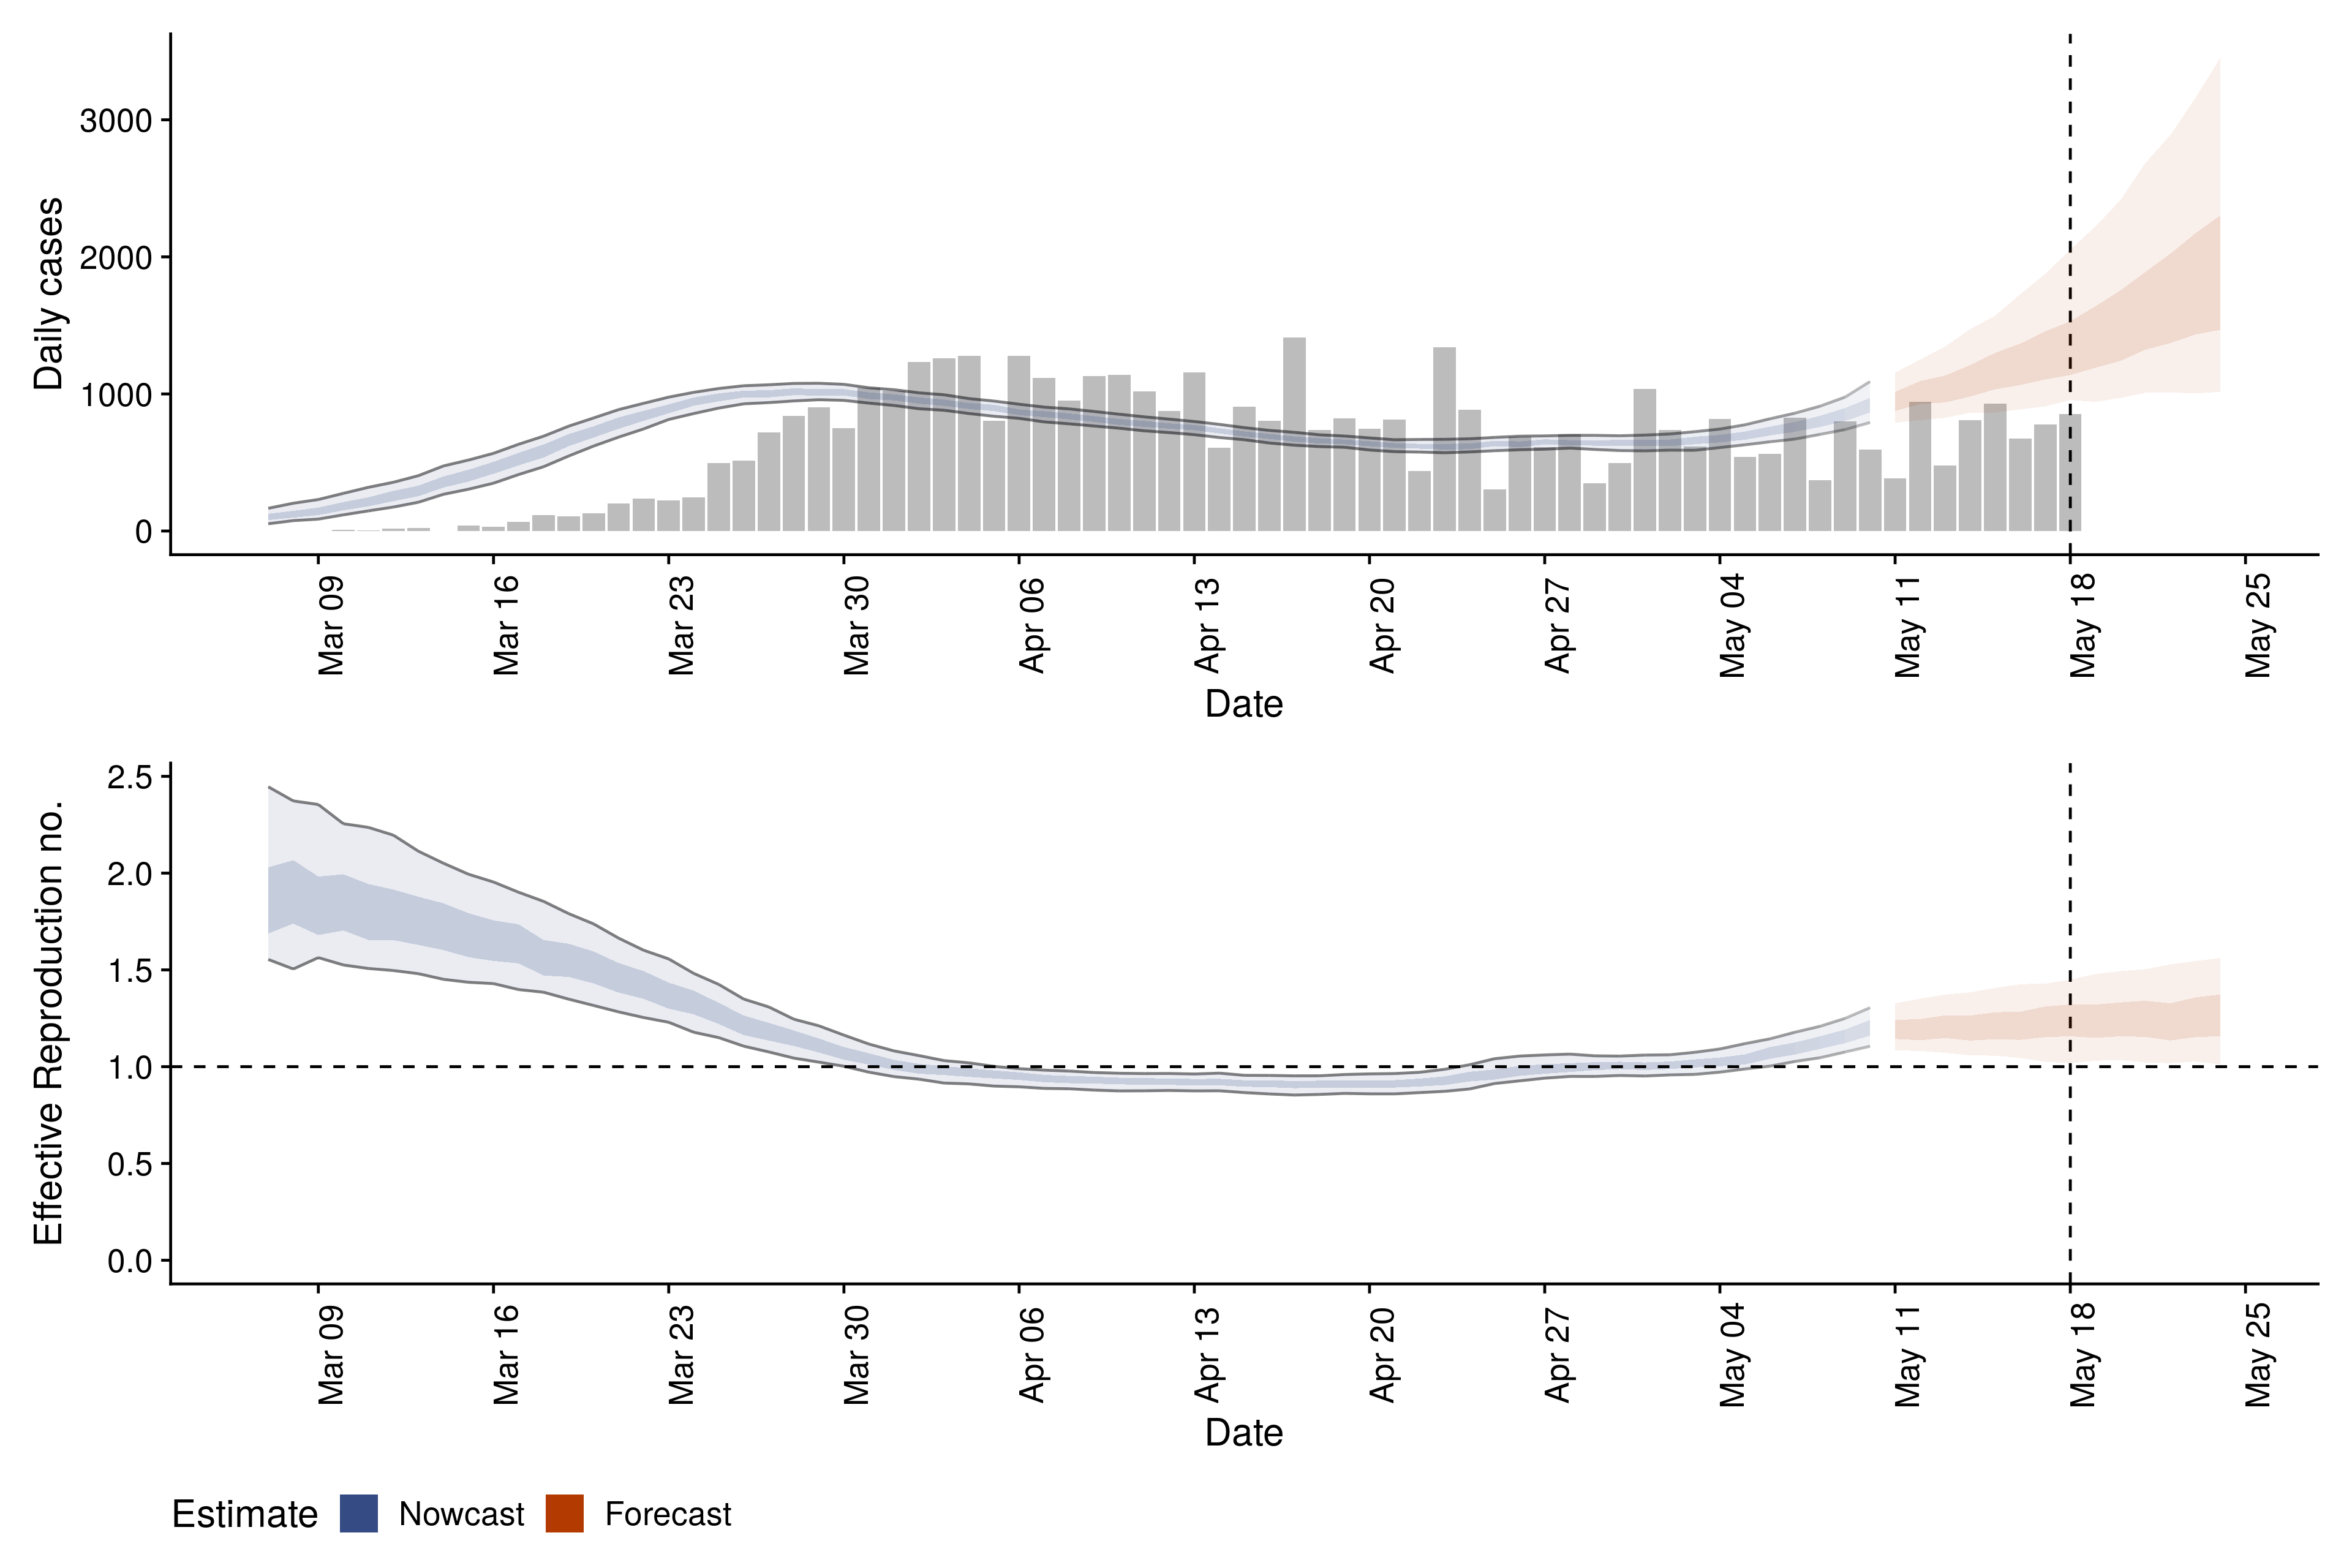 Daily cases
3000
2000
1000
0
Mar 09
Mar 16
Mar 23
Mar 30
Apr 06
Apr 13
Apr 20
Apr 27
May 04
May 11
May 18
May 25
Date
Effective Reproduction no.
2.5
2.0
1.5
1.0
0.5
0.0
Mar 09
Mar 16
Mar 23
Mar 30
Apr 06
Apr 13
Apr 20
Apr 27
May 04
May 11
May 18
May 25
Date
Estimate Nowcast Forecast